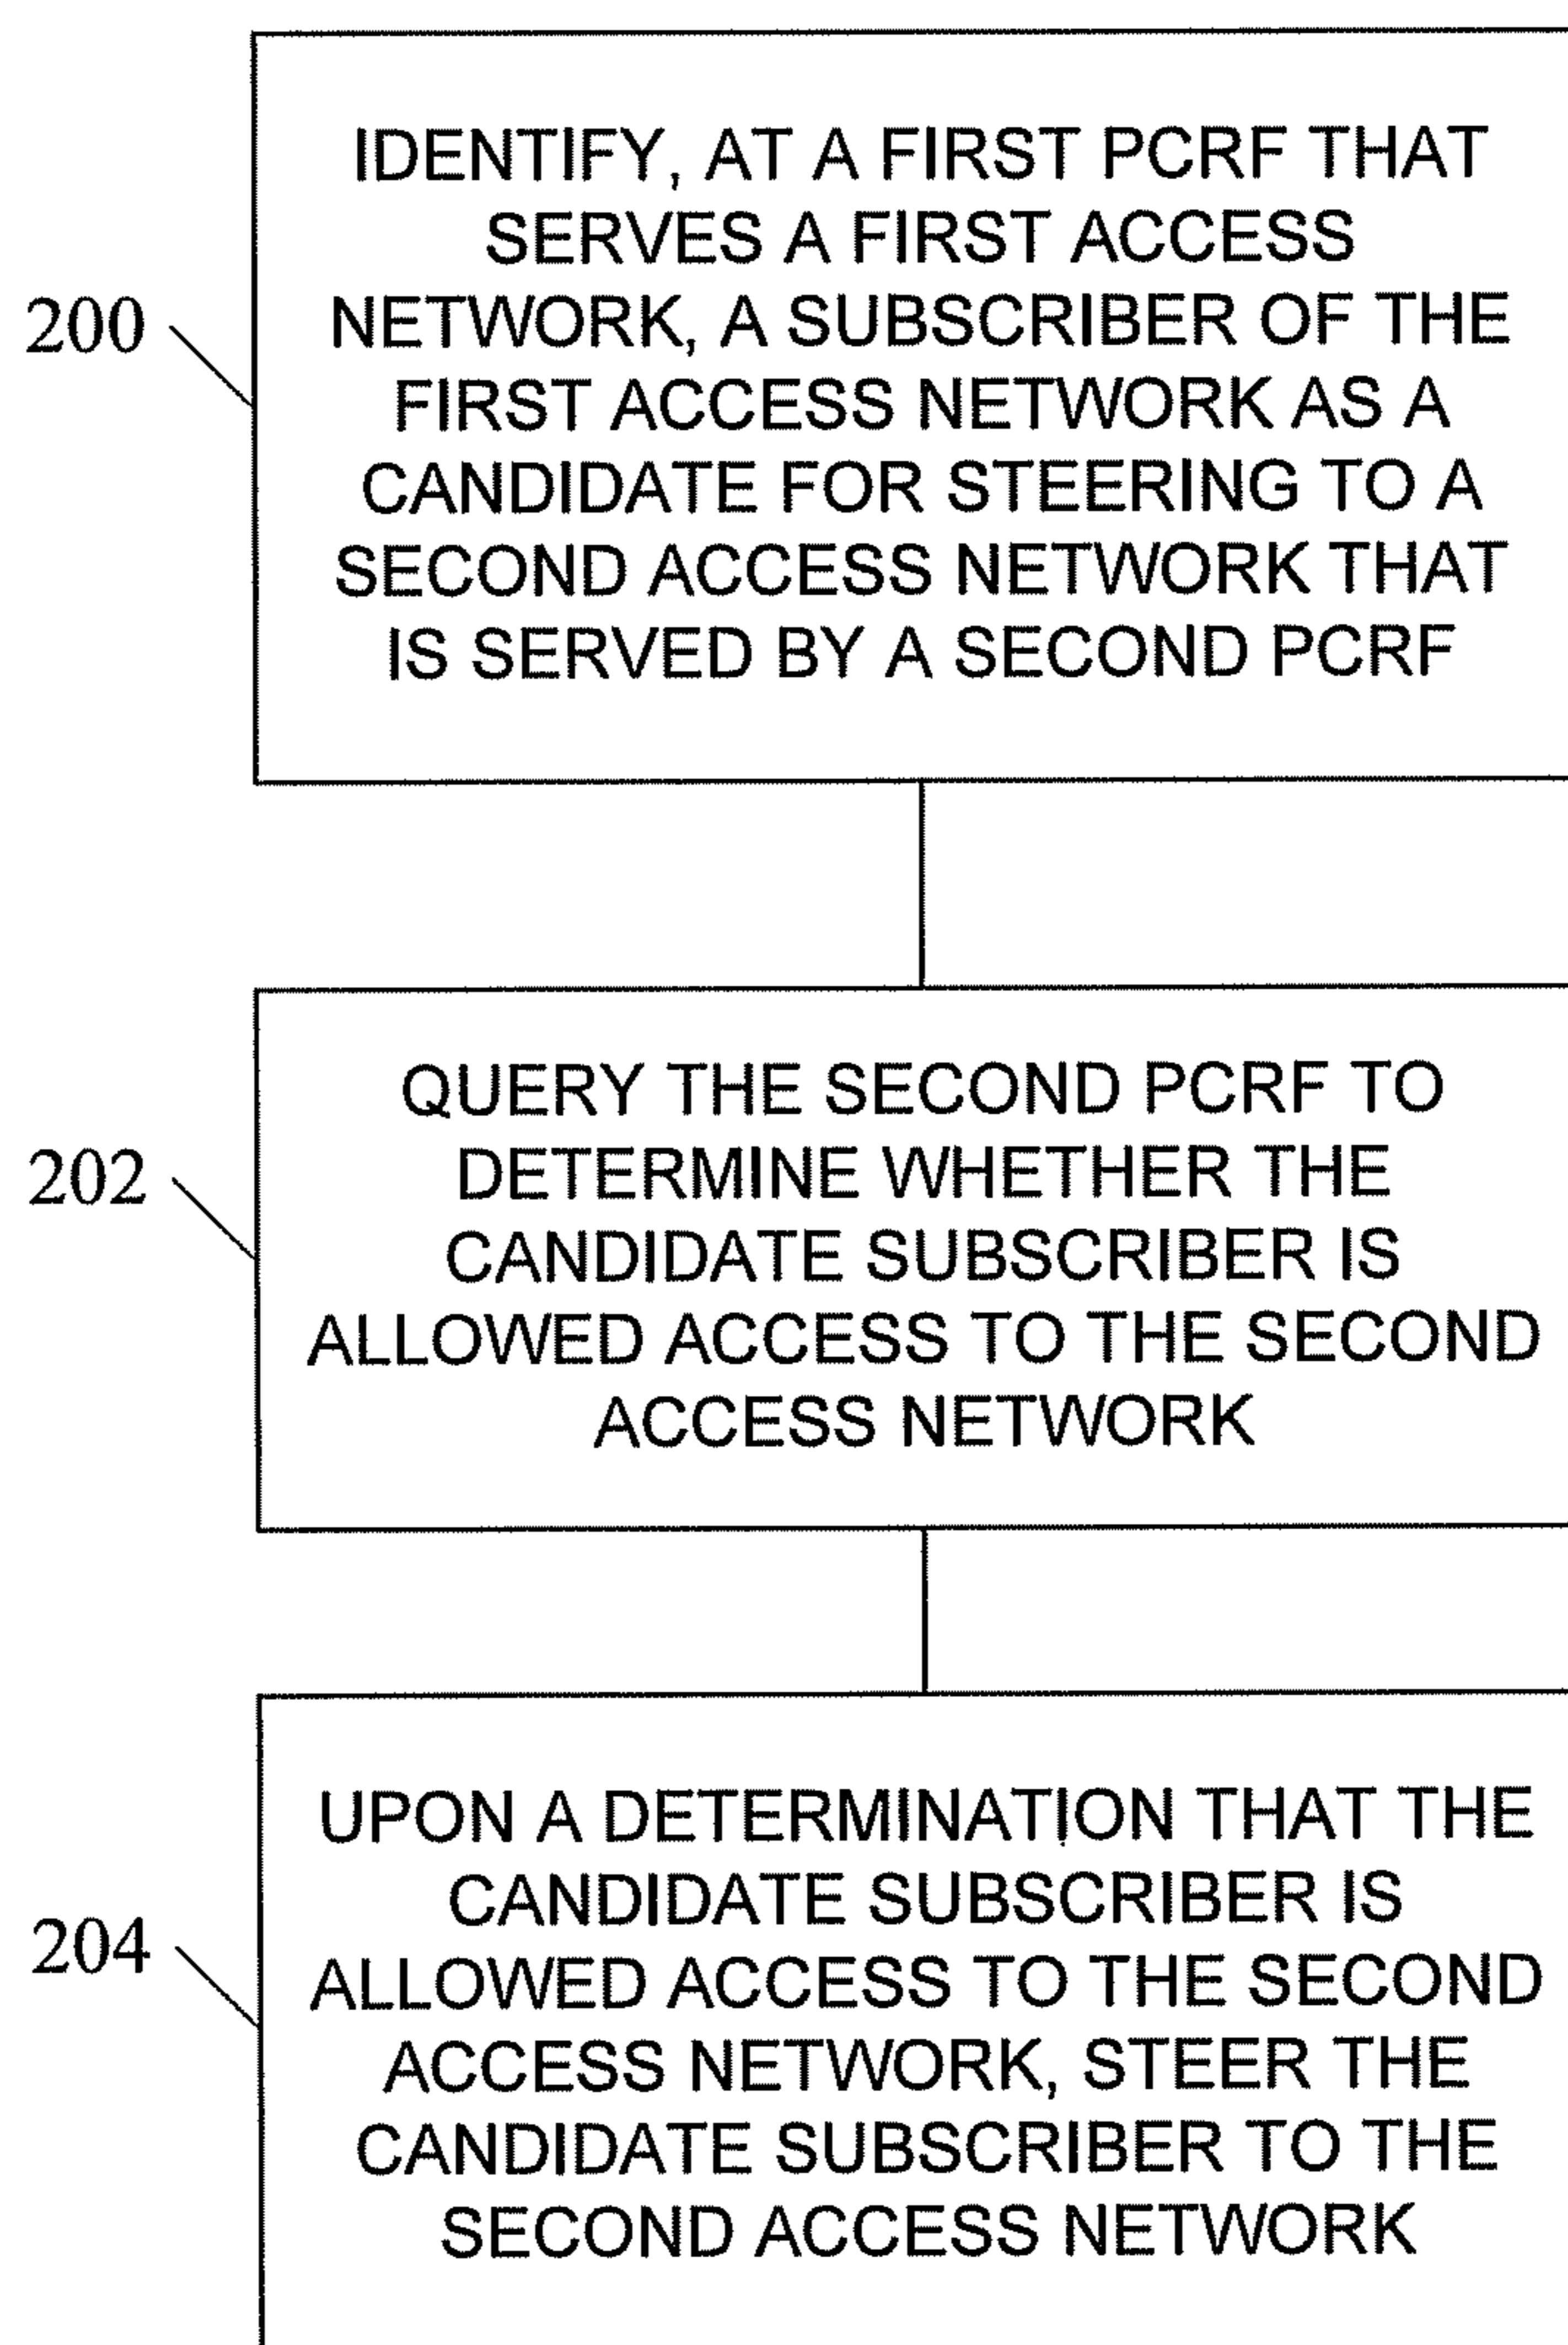 IDENTIFY, AT A FIRST PCRF THAT
SERVES A FIRST ACCESS
200
NETWORK, A SUBSCRIBER OF THE
FIRST ACCESS NETWORK AS A
CANDIDATE FOR STEERING TO A
SECOND ACCESS NETWORK THAT
IS SERVED BY A SECOND PCRF
QUERY THE SECOND PCRF TO
202
DETERMINE WHETHER THE
CANDIDATE SUBSCRIBER IS
ALLOWED ACCESS TO THE SECOND
ACCESS NETWORK
UPON A DETERMINATION THAT THE
CANDIDATE SUBSCRIBER IS
204
ALLOWED ACCESS TO THE SECOND
ACCESS NETWORK, STEER THE
CANDIDATE SUBSCRIBER TO THE
SECOND ACCESS NETWORK